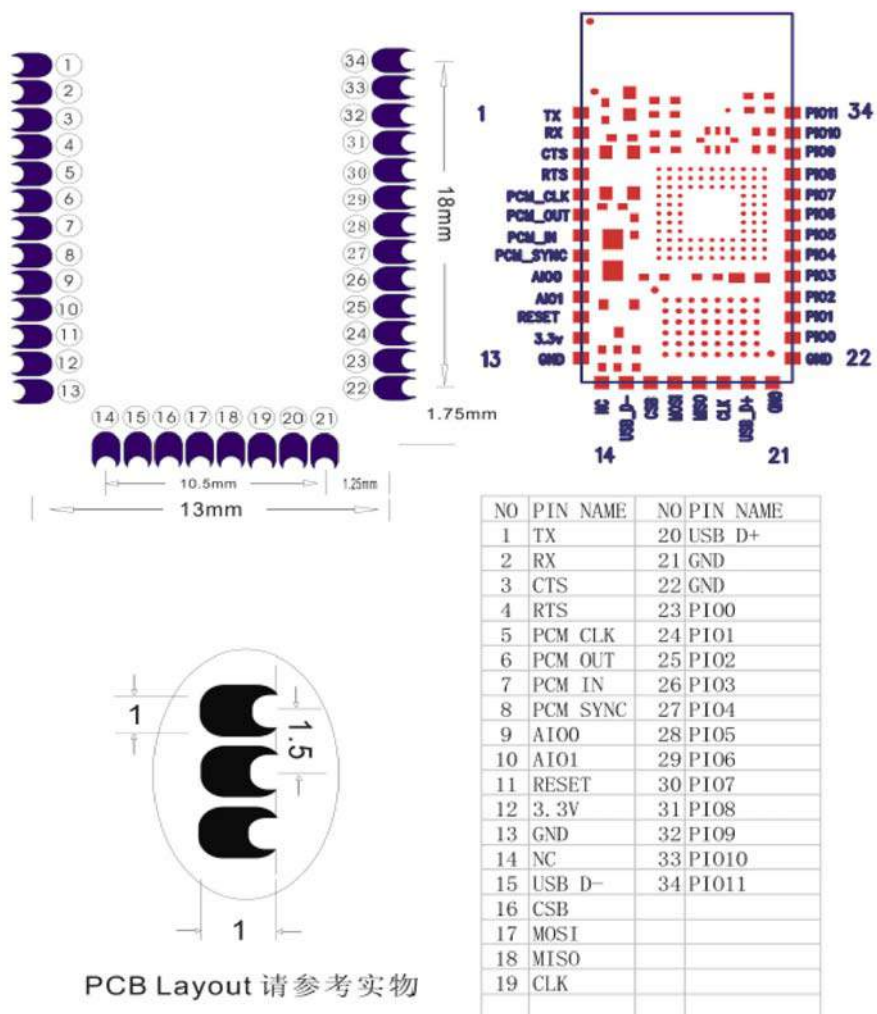 1
2
3
4
5
6
7
8
9
10
11
12
13
34
33
32
31
30
29
28
27
26
25
24
23
22
18mm
1.75mm
14 15 16 17 18 19 20 21
10.5mm
1.25mm
13mm
1
34
TX
RX
CTS
RTS
PCM_CLK
PCM_OUT
PCM_IN
PCM_SYNC
AIO0
AIO1
RESET
3.3v
GND
13
PIO11
PIO10
PIO9
PIO8
PIO7
PIO6
PIO5
PIO4
PIO3
PIO2
PIO1
PIO0
GND
22
NC
USB_D-
CSB
MOSI
MISO
CLK
USB_D+
GND
14
21
NO PIN NAME NO PIN NAME
1 TX 20 USB D+
2 RX 21 GND
3 CTS 22 GND
4 RTS 23 PIO0
5 PCM CLK 24 PIO1
6 PCM OUT 25 PIO2
7 PCM IN 26 PIO3
8 PCM SYNC 27 PIO4
9 AIO0 28 PIO5
10 AIO1 29 PIO6
11 RESET 30 PIO7
12 3.3V 31 PIO8
13 GND 32 PIO9
14 NC 33 PIO10
15 USB D- 34 PIO11
16 CSB
17 MOSI
18 MISO
19 CLK
1
1.5
1
PCB Layout 请参考实物